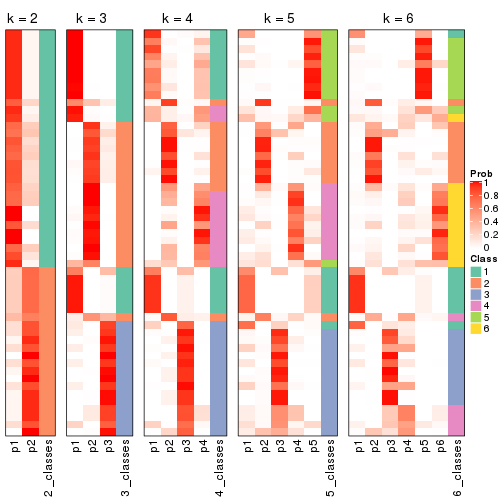 k = 2
k = 3
k = 4
k = 5
k = 6
p1
p2
2_classes
p1
p2
p3
3_classes
p1
p2
p3
p4
4_classes
p1
p2
p3
p4
p5
5_classes
p1
p2
p3
p4
p5
p6
6_classes
Prob
1
0.8
0.6
0.4
0.2
0
Class
1
2
3
4
5
6